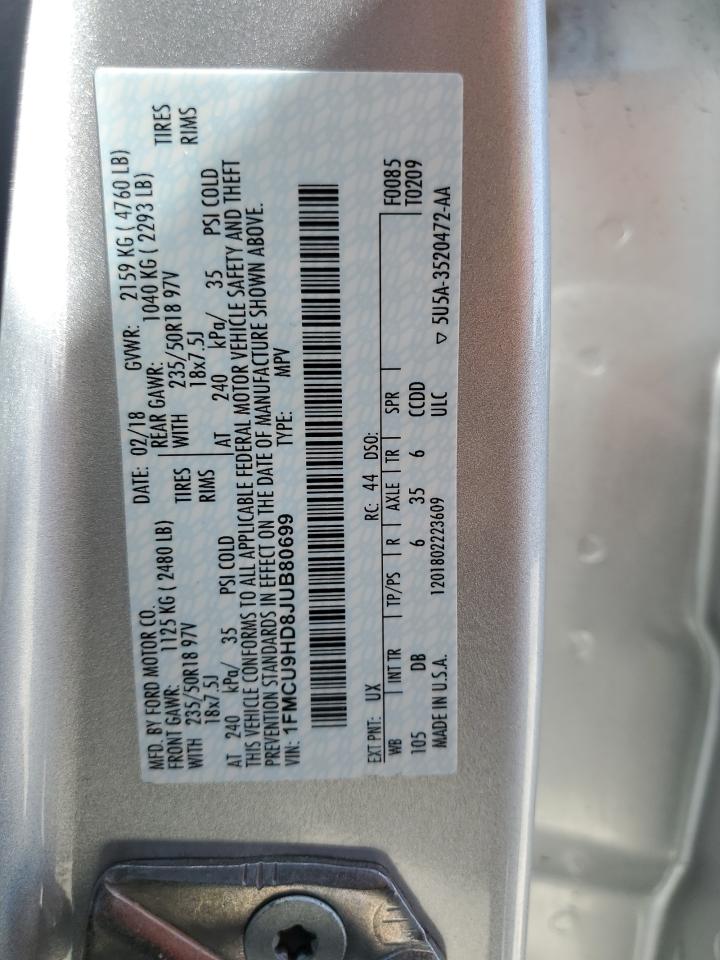 MFD. BY FORD MOTOR CO. DATE: 02/18 GVWR: 2159 KG ( 4760 LB)
FRONT GAWR: 1125 KG ( 2480 LB) REAR GAWR: 1040 KG ( 2293 LB)
WITH 235/50R18 97V TIRES WITH 235/50R18 97V TIRES
18x7.5J RIMS 18x7.5J RIMS
AT 240 kPa/ 35 PSI COLD AT 240 kPa/ 35 PSI COLD
THIS VEHICLE CONFORMS TO ALL APPLICABLE FEDERAL MOTOR VEHICLE SAFETY AND THEFT
PREVENTION STANDARDS IN EFFECT ON THE DATE OF MANUFACTURE SHOWN ABOVE.
VIN: 1FMCU9HD8JUB80699 TYPE: MPV
EXT PNT: UX RC: 44 DSO: F0085
WB INT TR TP/PS R AXLE TR SPR T0209
105 DB 6 35 6 CCDD
MADE IN U.S.A. 1201802223609 ULC ▽ 5U5A-3520472-AA